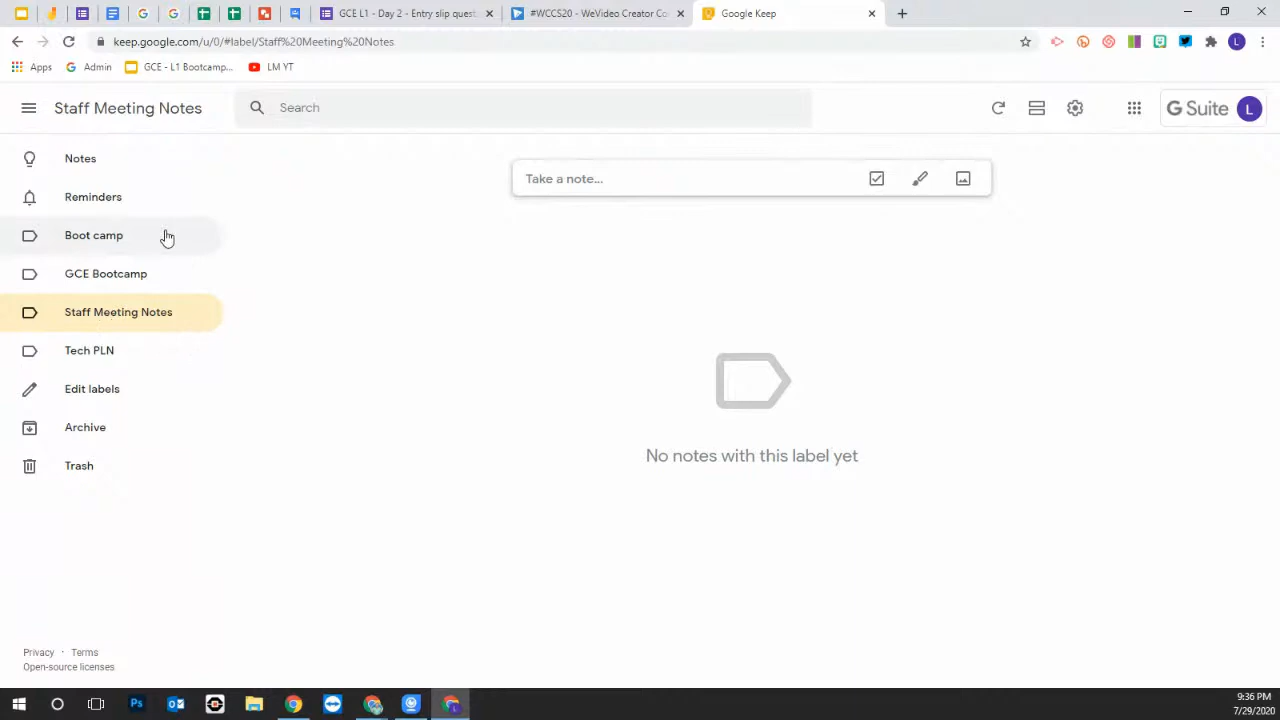 GCE L1 - Day 2 - Entry slip quest
#WCCS20 - WeVideo Creator Co
Google Keep
keep.google.com/u/0/#label/Staff%20Meeting%20Notes
Apps
Admin
GCE - L1 Bootcamp...
LM YT
Staff Meeting Notes
Search
G Suite
L
Notes
Take a note...
Reminders
Boot camp
GCE Bootcamp
Staff Meeting Notes
Tech PLN
Edit labels
Archive
No notes with this label yet
Trash
Privacy · Terms
Open-source licenses
9:36 PM
7/29/2020